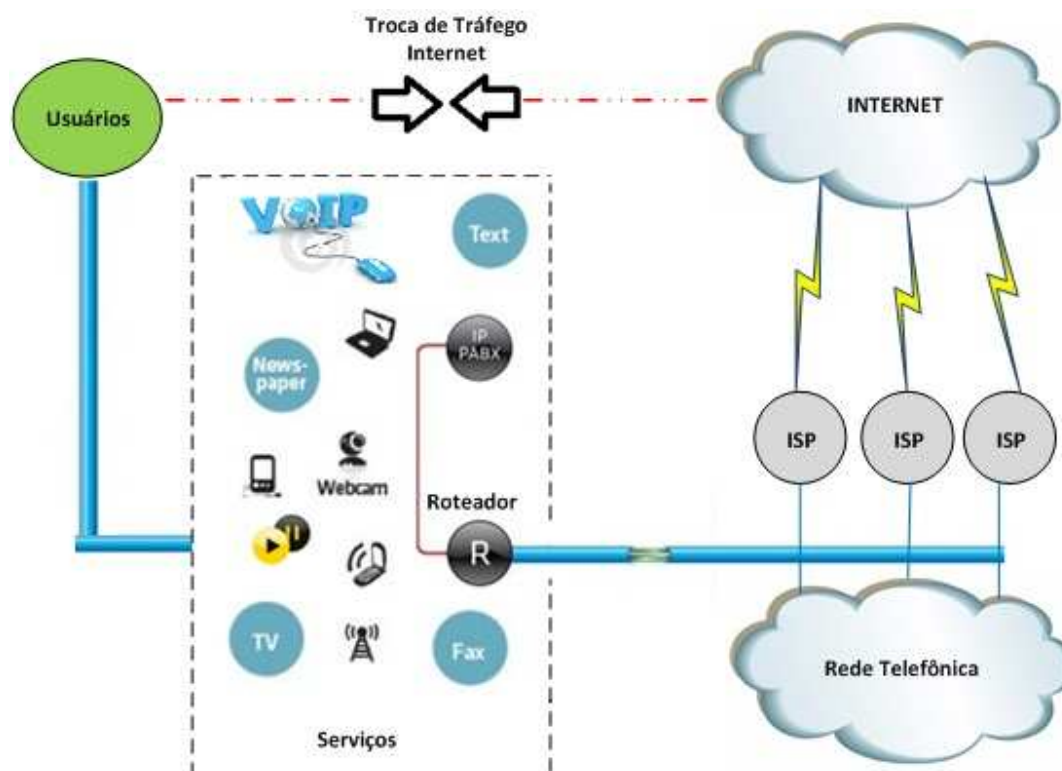 Troca de Tráfego
Internet
Usuários
INTERNET
VOIP
Text
IP
PABX
News-
paper
ISP
ISP
ISP
Webcam
Roteador
R
TV
Fax
Rede Telefônica
Serviços